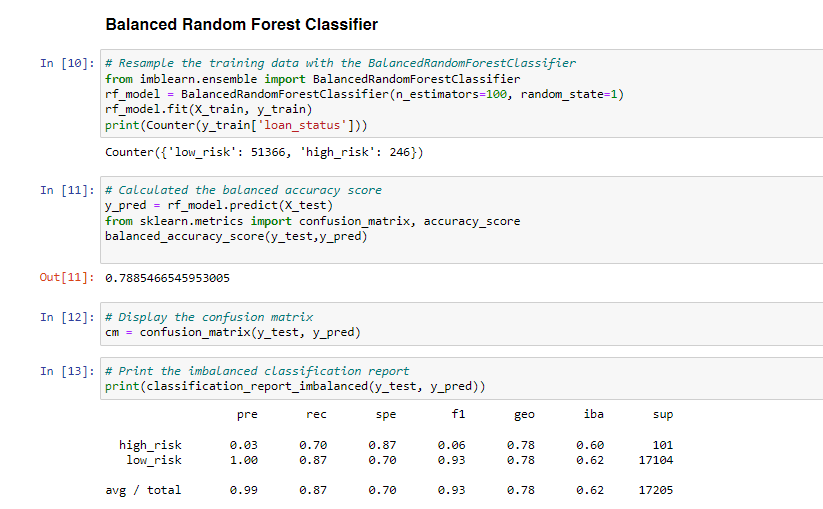 Balanced Random Forest Classifier
In [10]: # Resample the training data with the BalancedRandomForestClassifier
from imblearn.ensemble import BalancedRandomForestClassifier
rf_model = BalancedRandomForestClassifier(n_estimators=100, random_state=1)
rf_model.fit(X_train, y_train)
print(Counter(y_train['loan_status']))
Counter({'low_risk': 51366, 'high_risk': 246})
In [11]: # Calculated the balanced accuracy score
y_pred = rf_model.predict(X_test)
from sklearn.metrics import confusion_matrix, accuracy_score
balanced_accuracy_score(y_test,y_pred)
Out[11]: 0.7885466545953005
In [12]: # Display the confusion matrix
cm = confusion_matrix(y_test, y_pred)
In [13]: # Print the imbalanced classification report
print(classification_report_imbalanced(y_test, y_pred))
pre rec spe f1 geo iba sup
high_risk 0.03 0.70 0.87 0.06 0.78 0.60 101
low_risk 1.00 0.87 0.70 0.93 0.78 0.62 17104
avg / total 0.99 0.87 0.70 0.93 0.78 0.62 17205